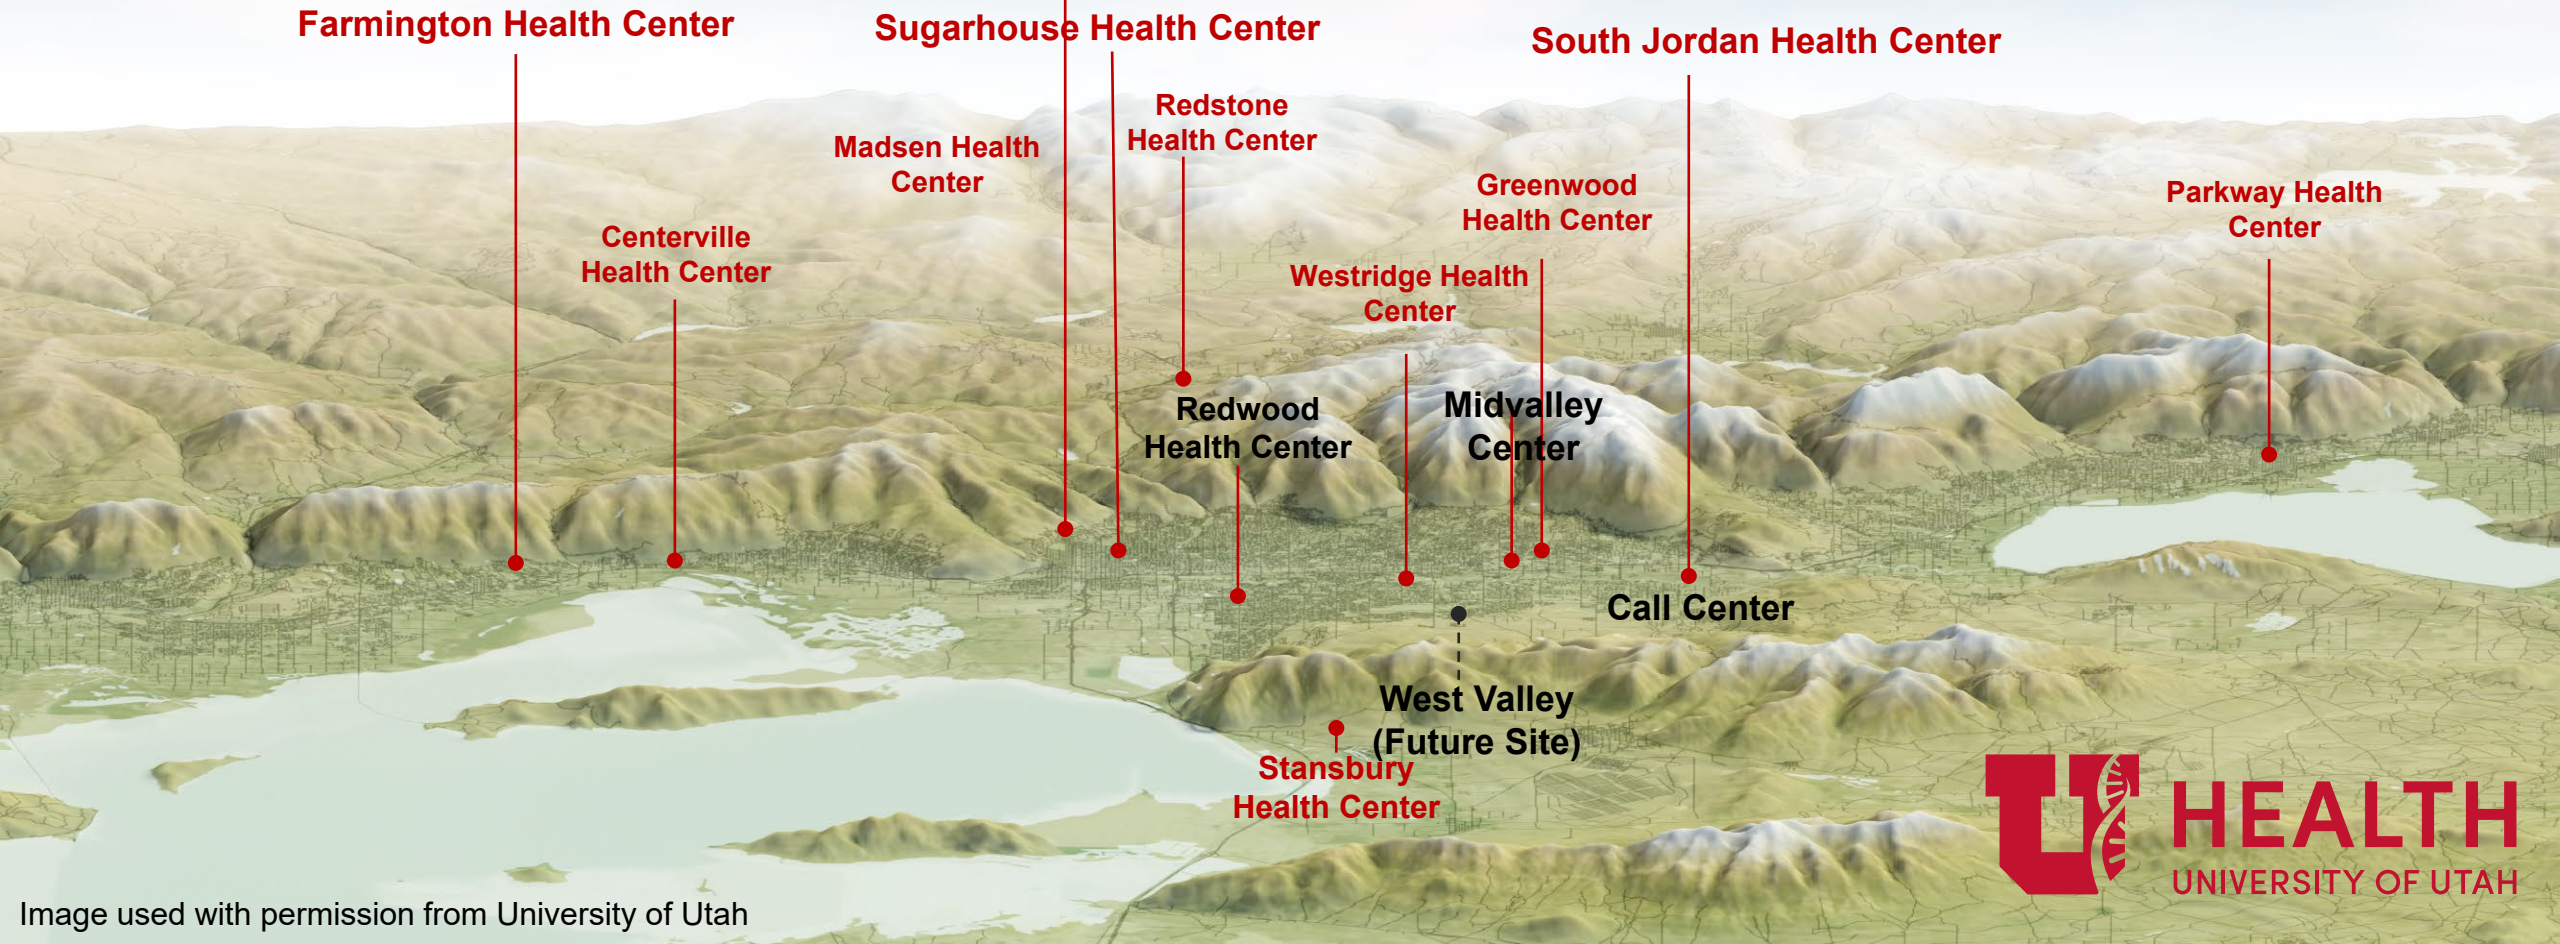 Farmington Health Center
Sugarhouse Health Center
South Jordan Health Center
Redstone
Health Center
Madsen Health
Center
Greenwood
Health Center
Parkway Health
Center
Centerville
Health Center
Westridge Health
Center
Redwood
Health Center
Midvalley
Center
Call Center
West Valley
(Future Site)
Stansbury
Health Center
U HEALTH
UNIVERSITY OF UTAH
Image used with permission from University of Utah